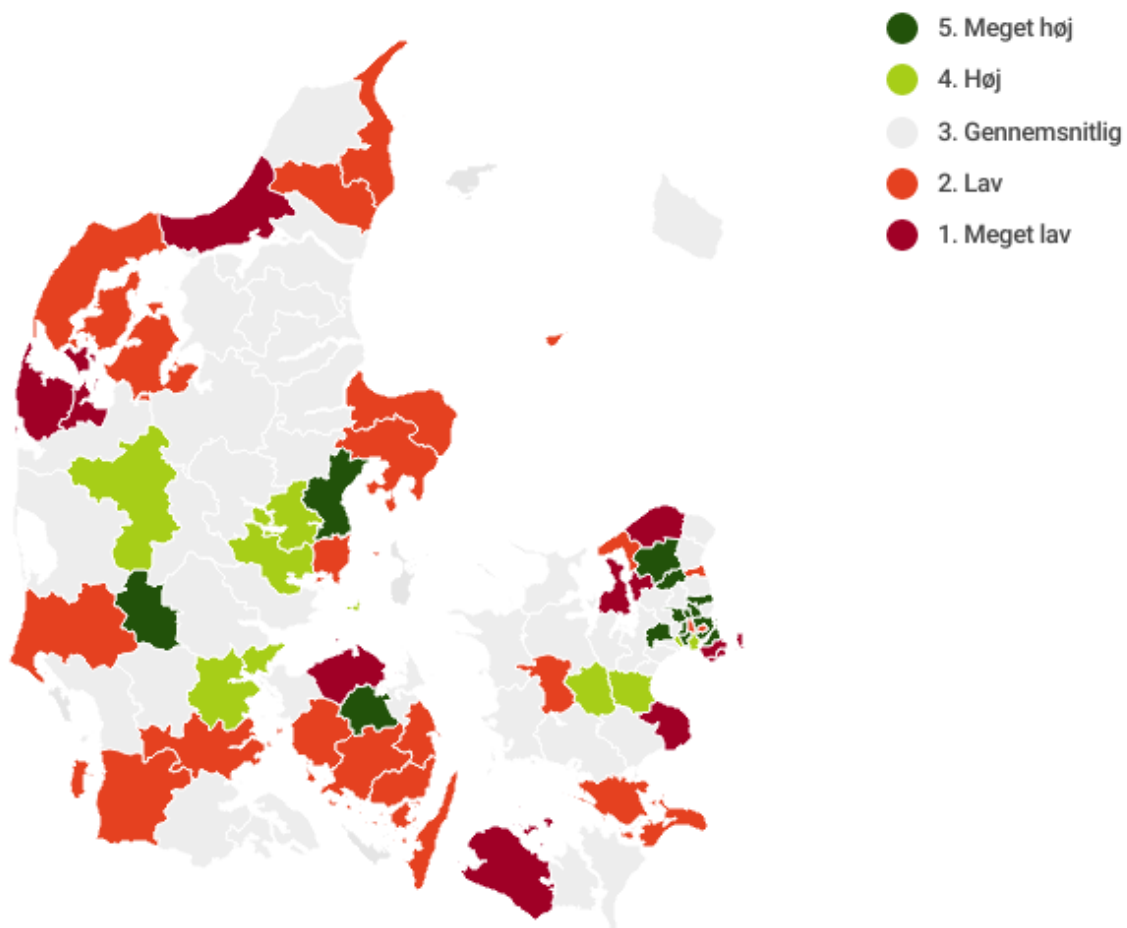 5. Meget høj
4. Høj
3. Gennemsnitlig
2. Lav
1. Meget lav